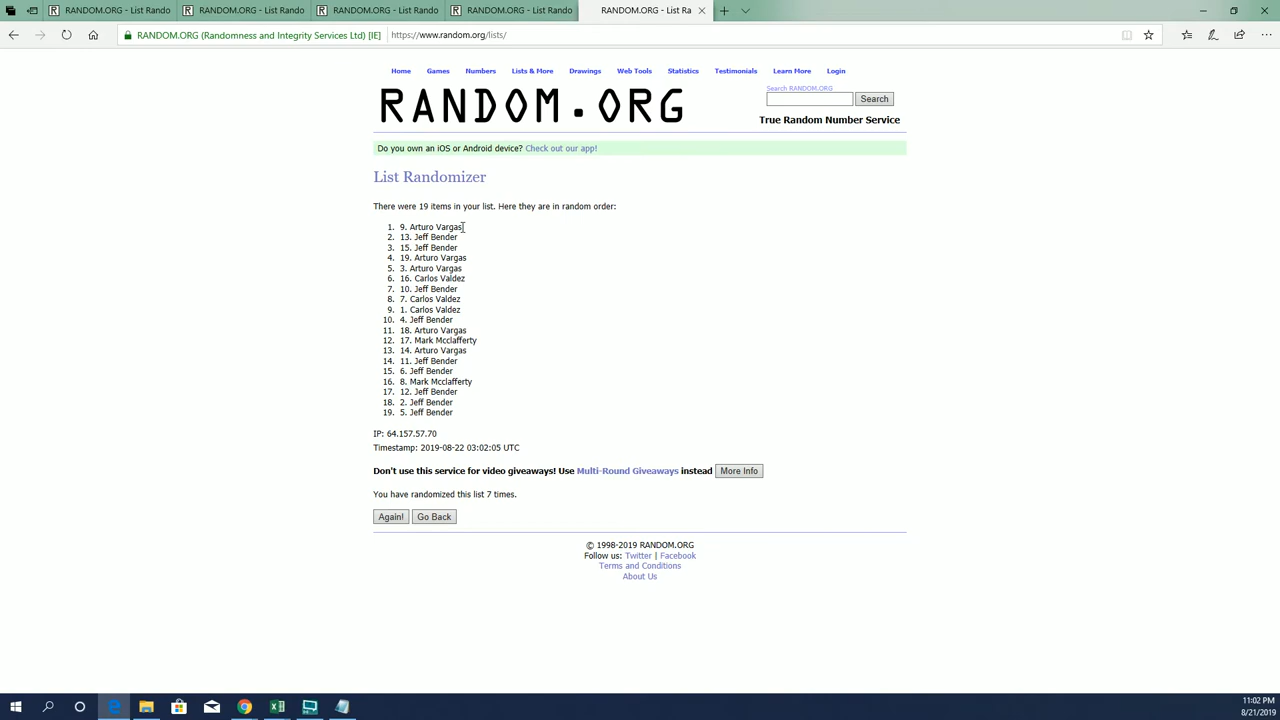 RANDOM.ORG - List Rando
RANDOM.ORG - List Rando
RANDOM.ORG - List Rando
RANDOM.ORG - List Rando
RANDOM.ORG - List Ra
RANDOM.ORG (Randomness and Integrity Services Ltd) [IE]
https://www.random.org/lists/
Home Games Numbers Lists & More Drawings Web Tools Statistics Testimonials Learn More Login
RANDOM.ORG
Search RANDOM.ORG
Search
True Random Number Service
Do you own an iOS or Android device? Check out our app!
List Randomizer
There were 19 items in your list. Here they are in random order:
1. 9. Arturo Vargas
2. 13. Jeff Bender
3. 15. Jeff Bender
4. 19. Arturo Vargas
5. 3. Arturo Vargas
6. 16. Carlos Valdez
7. 10. Jeff Bender
8. 7. Carlos Valdez
9. 1. Carlos Valdez
10. 4. Jeff Bender
11. 18. Arturo Vargas
12. 17. Mark Mcclafferty
13. 14. Arturo Vargas
14. 11. Jeff Bender
15. 6. Jeff Bender
16. 8. Mark Mcclafferty
17. 12. Jeff Bender
18. 2. Jeff Bender
19. 5. Jeff Bender
IP: 64.157.57.70
Timestamp: 2019-08-22 03:02:05 UTC
Don't use this service for video giveaways! Use Multi-Round Giveaways instead More Info
You have randomized this list 7 times.
Again! Go Back
© 1998-2019 RANDOM.ORG
Follow us: Twitter | Facebook
Terms and Conditions
About Us
11:02 PM
8/21/2019